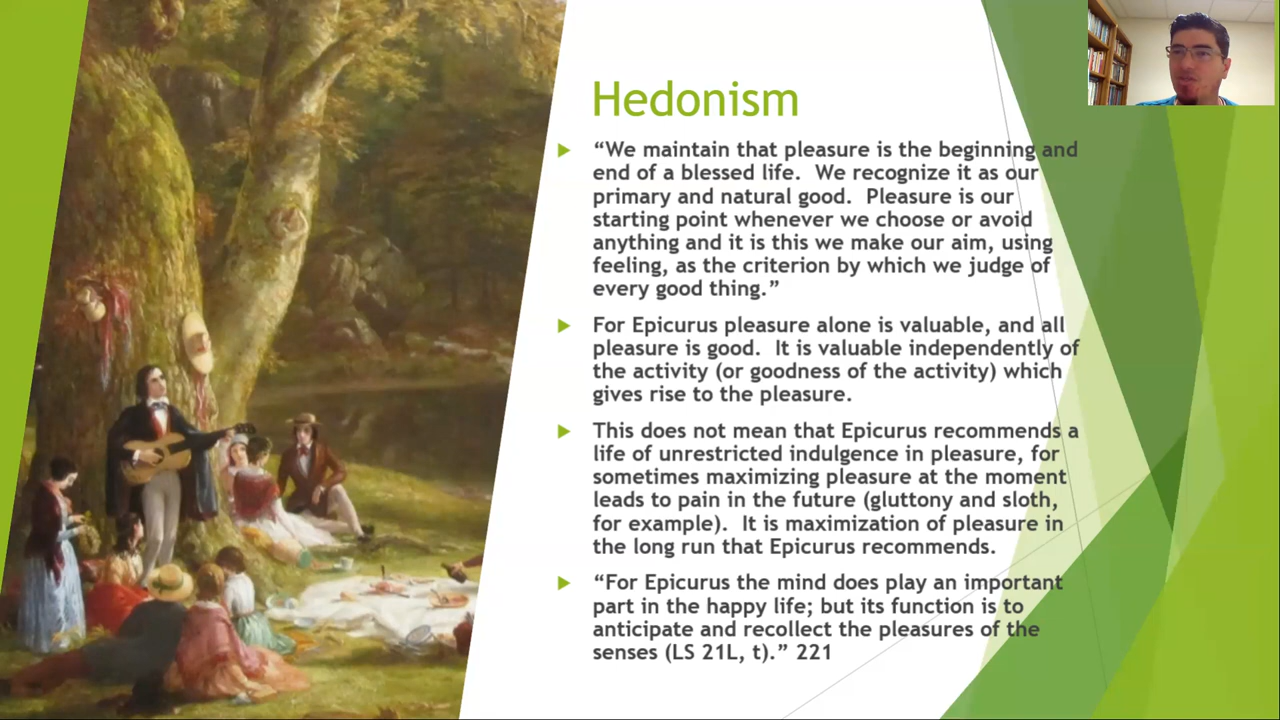 Hedonism
“We maintain that pleasure is the beginning and
end of a blessed life.  We recognize it as our
primary and natural good.  Pleasure is our
starting point whenever we choose or avoid
anything and it is this we make our aim, using
feeling, as the criterion by which we judge of
every good thing.”
For Epicurus pleasure alone is valuable, and all
pleasure is good.  It is valuable independently of
the activity (or goodness of the activity) which
gives rise to the pleasure.
This does not mean that Epicurus recommends a
life of unrestricted indulgence in pleasure, for
sometimes maximizing pleasure at the moment
leads to pain in the future (gluttony and sloth,
for example).  It is maximization of pleasure in
the long run that Epicurus recommends.
“For Epicurus the mind does play an important
part in the happy life; but its function is to
anticipate and recollect the pleasures of the
senses (LS 21L, t).” 221